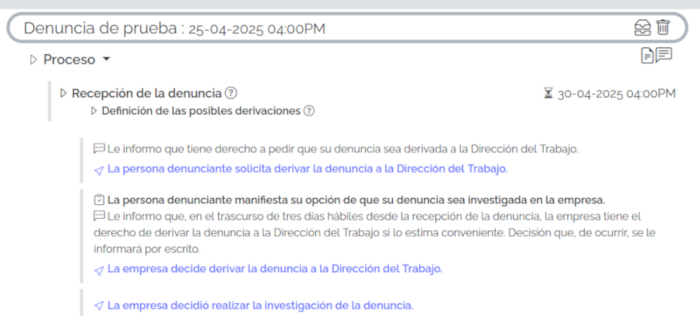 Denuncia de prueba : 25-04-2025 04:00PM
Proceso
Recepción de la denuncia ? 30-04-2025 04:00PM
Definición de las posibles derivaciones ?
Le informo que tiene derecho a pedir que su denuncia sea derivada a la Dirección del Trabajo.
La persona denunciante solicita derivar la denuncia a la Dirección del Trabajo.
La persona denunciante manifiesta su opción de que su denuncia sea investigada en la empresa.
Le informo que, en el trascurso de tres días hábiles desde la recepción de la denuncia, la empresa tiene el
derecho de derivar la denuncia a la Dirección del Trabajo si lo estima conveniente. Decisión que, de ocurrir, se le
informará por escrito.
La empresa decide derivar la denuncia a la Dirección del Trabajo.
La empresa decidió realizar la investigación de la denuncia.